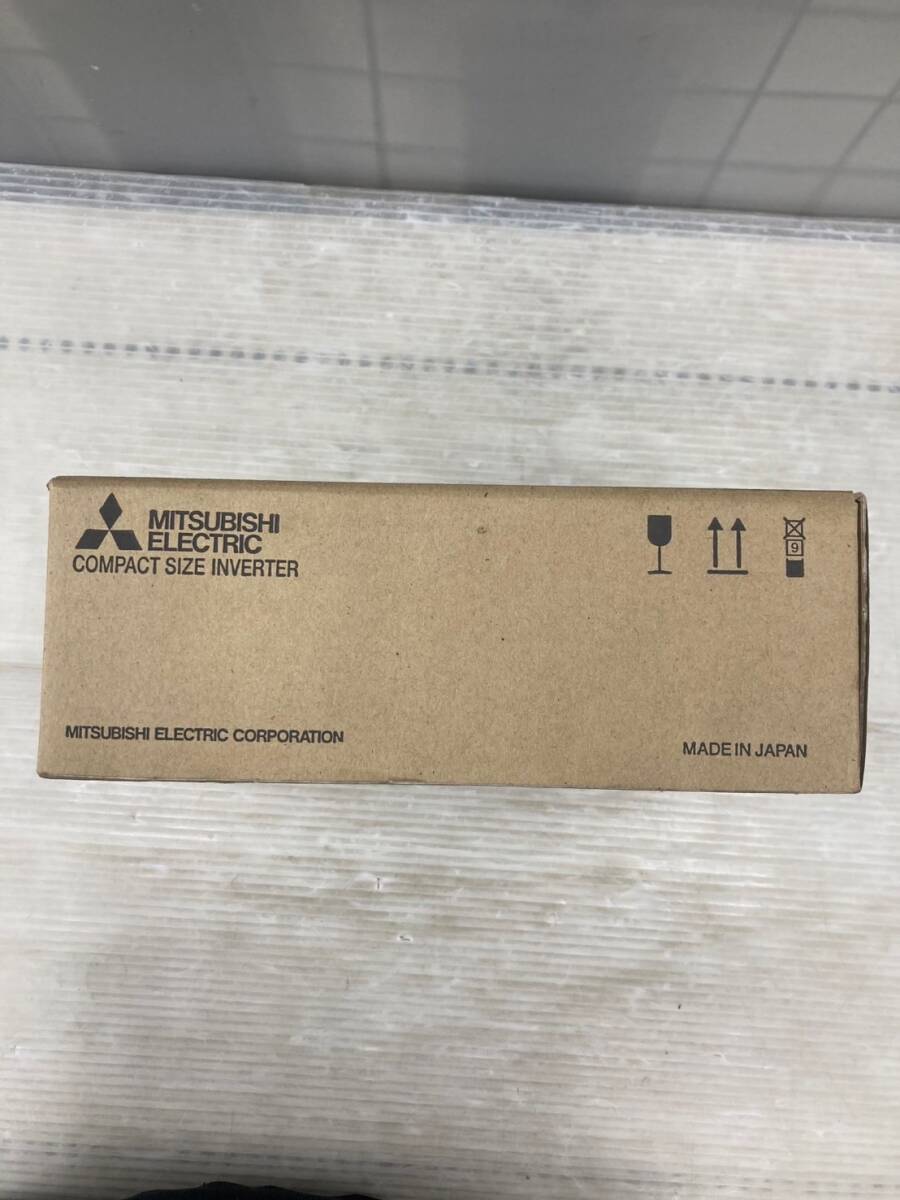 MITSUBISHI
ELECTRIC
COMPACT SIZE INVERTER
9
MITSUBISHI ELECTRIC CORPORATION
MADE IN JAPAN